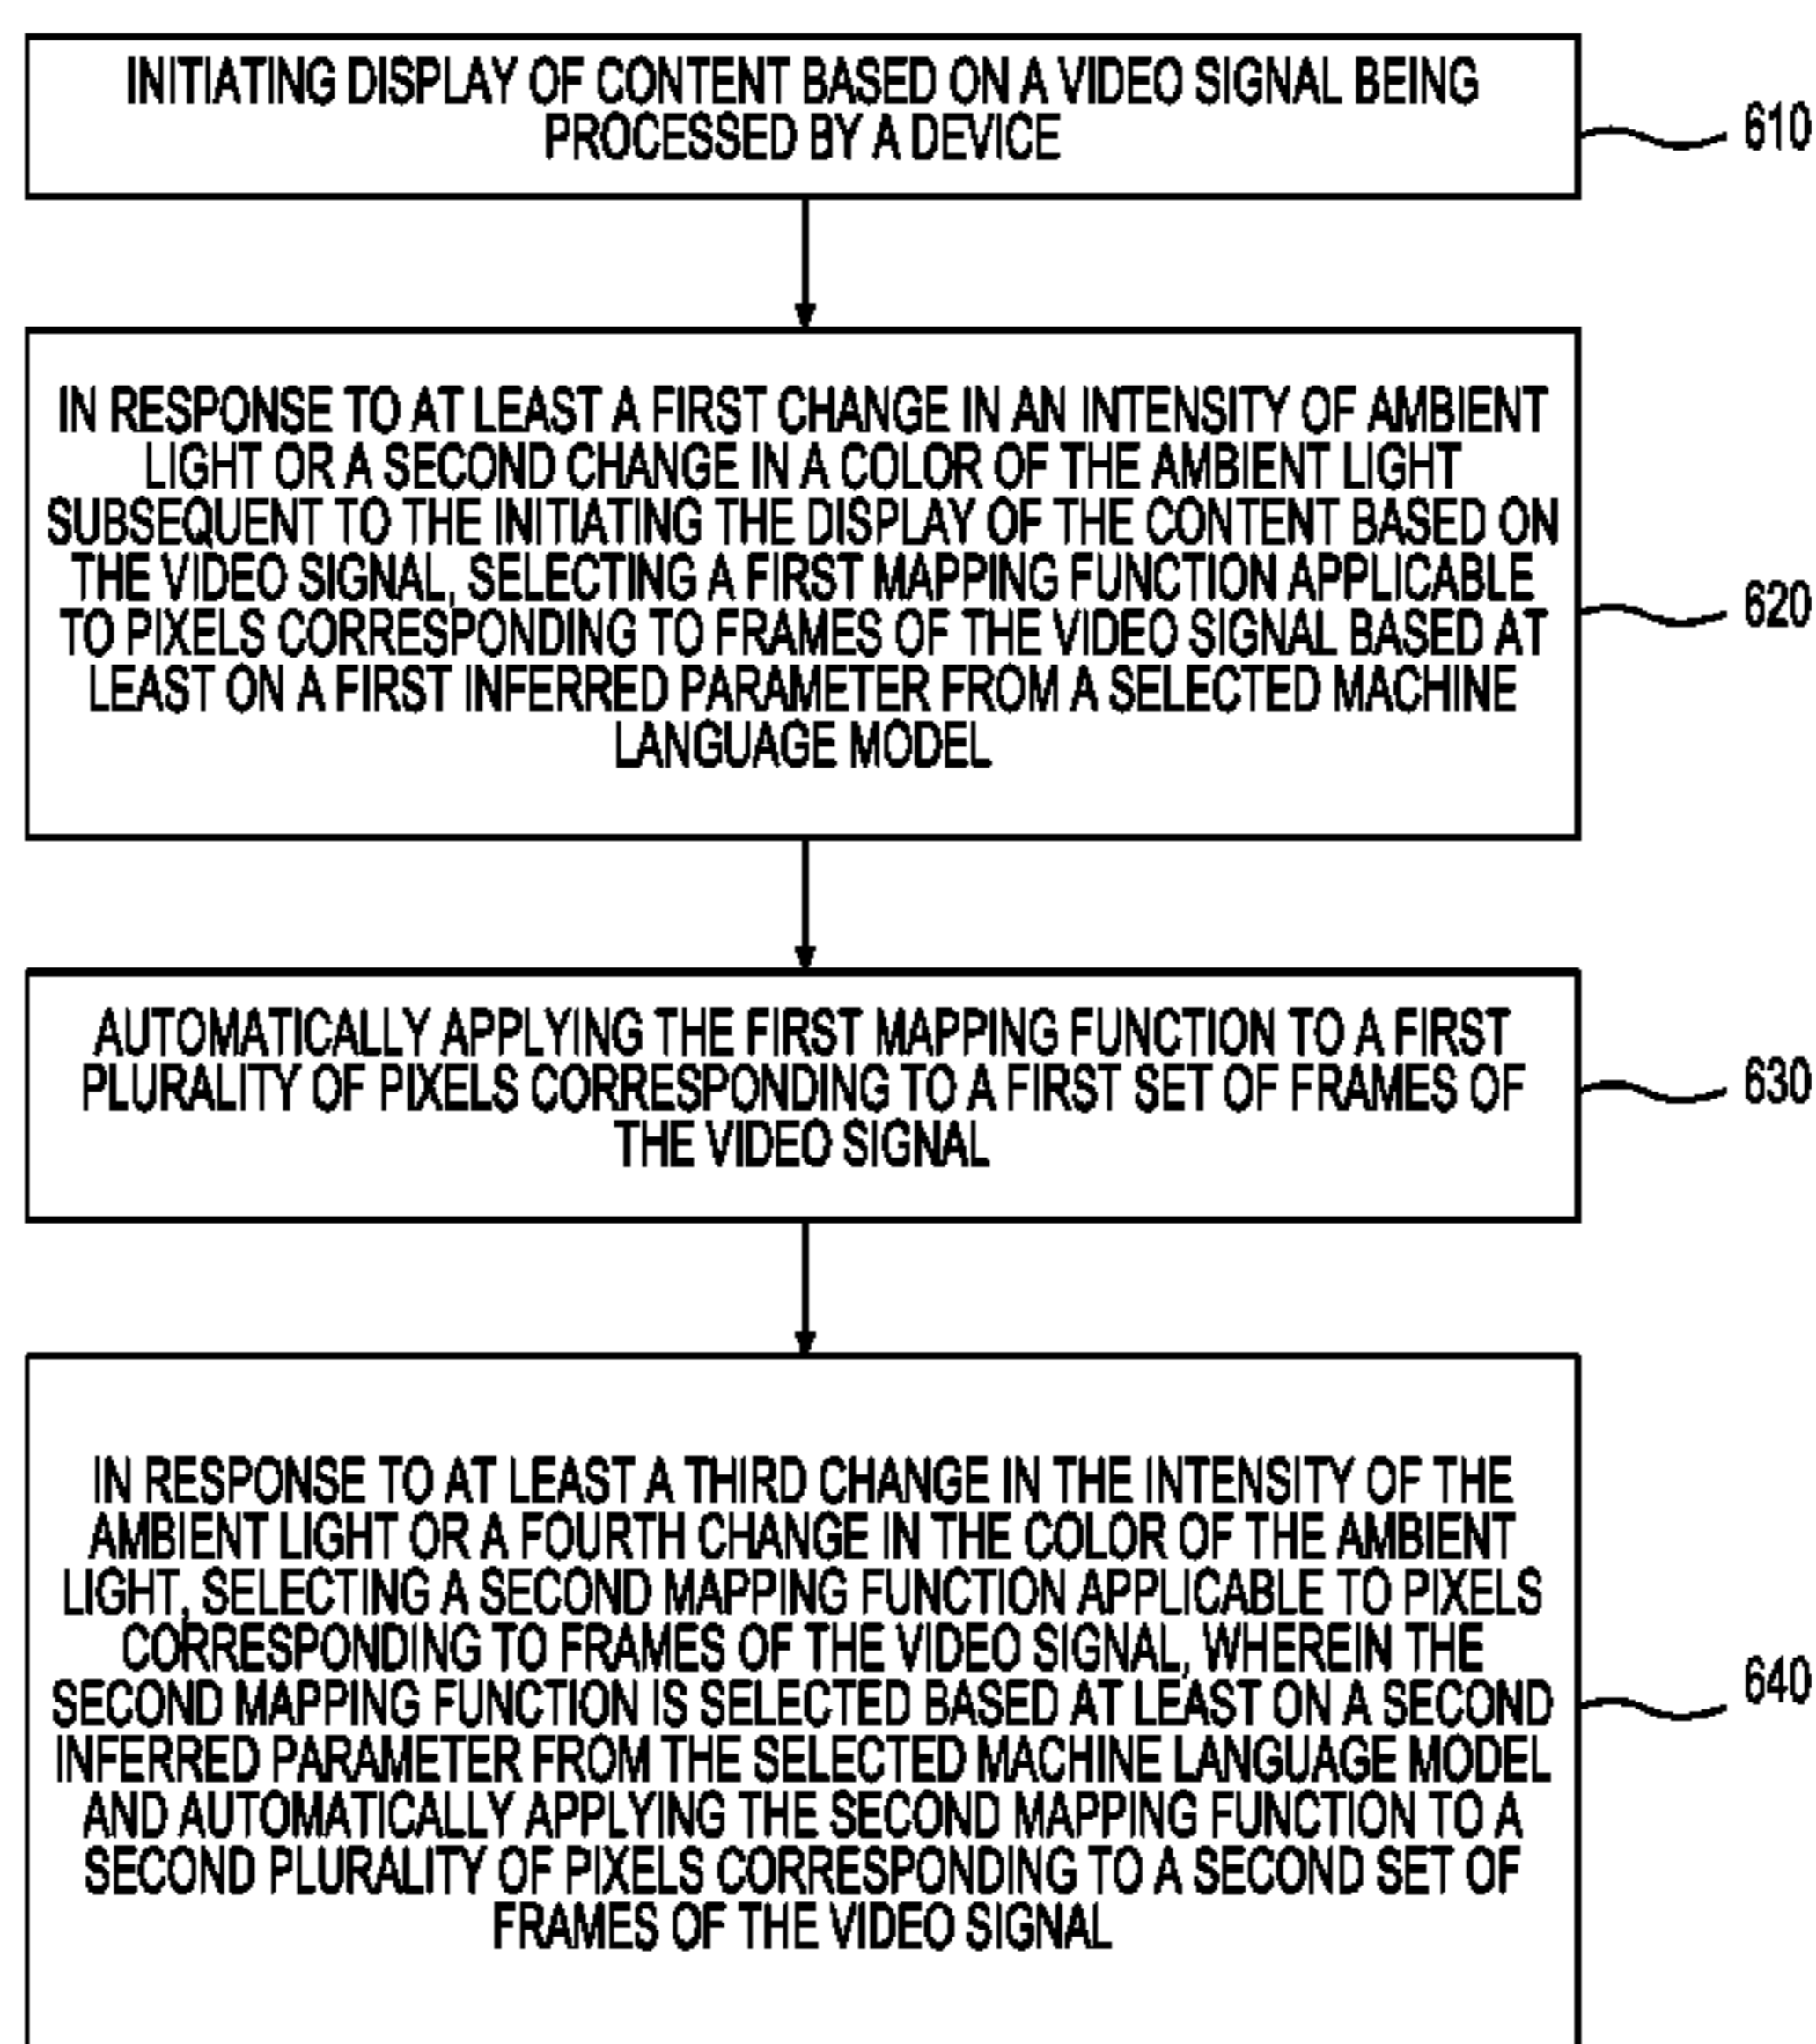 INITIATING DISPLAY OF CONTENT BASED ON A VIDEO SIGNAL BEING
PROCESSED BY A DEVICE
610
IN RESPONSE TO AT LEAST A FIRST CHANGE IN AN INTENSITY OF AMBIENT
LIGHT OR A SECOND CHANGE IN A COLOR OF THE AMBIENT LIGHT
SUBSEQUENT TO THE INITIATING THE DISPLAY OF THE CONTENT BASED ON
THE VIDEO SIGNAL, SELECTING A FIRST MAPPING FUNCTION APPLICABLE
TO PIXELS CORRESPONDING TO FRAMES OF THE VIDEO SIGNAL BASED AT
LEAST ON A FIRST INFERRED PARAMETER FROM A SELECTED MACHINE
LANGUAGE MODEL
620
AUTOMATICALLY APPLYING THE FIRST MAPPING FUNCTION TO A FIRST
PLURALITY OF PIXELS CORRESPONDING TO A FIRST SET OF FRAMES OF
THE VIDEO SIGNAL
630
IN RESPONSE TO AT LEAST A THIRD CHANGE IN THE INTENSITY OF THE
AMBIENT LIGHT OR A FOURTH CHANGE IN THE COLOR OF THE AMBIENT
LIGHT, SELECTING A SECOND MAPPING FUNCTION APPLICABLE TO PIXELS
CORRESPONDING TO FRAMES OF THE VIDEO SIGNAL, WHEREIN THE
SECOND MAPPING FUNCTION IS SELECTED BASED AT LEAST ON A SECOND
INFERRED PARAMETER FROM THE SELECTED MACHINE LANGUAGE MODEL
AND AUTOMATICALLY APPLYING THE SECOND MAPPING FUNCTION TO A
SECOND PLURALITY OF PIXELS CORRESPONDING TO A SECOND SET OF
FRAMES OF THE VIDEO SIGNAL
640